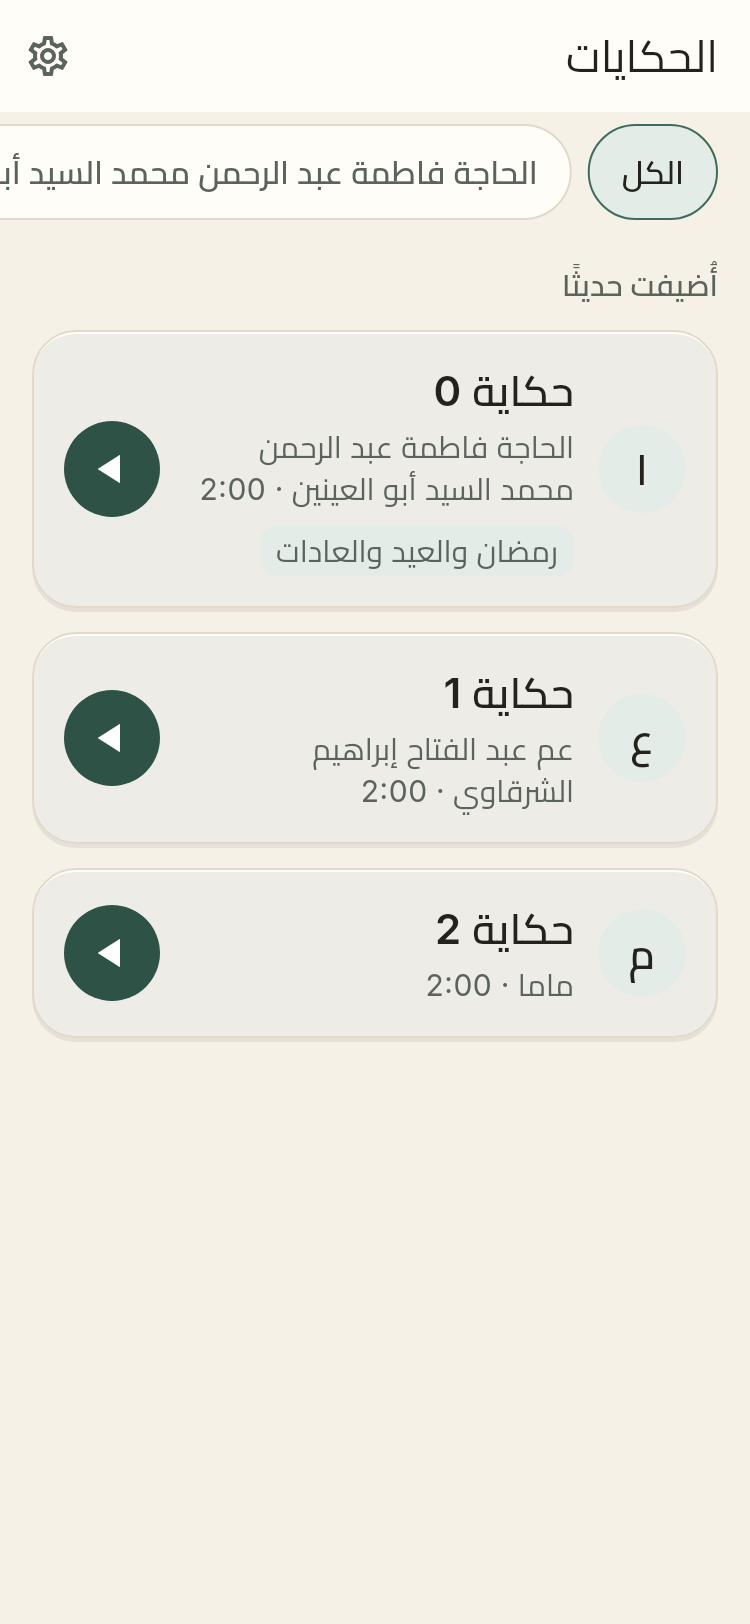 الحكايات
الكل
الحاجة فاطمة عبد الرحمن محمد السيد
أُضيفت حديثًا
ا
حكاية 0
الحاجة فاطمة عبد الرحمن
محمد السيد أبو العينين · 2:00
رمضان والعيد والعادات
ع
حكاية 1
عم عبد الفتاح إبراهيم
الشرقاوي · 2:00
م
حكاية 2
ماما · 2:00